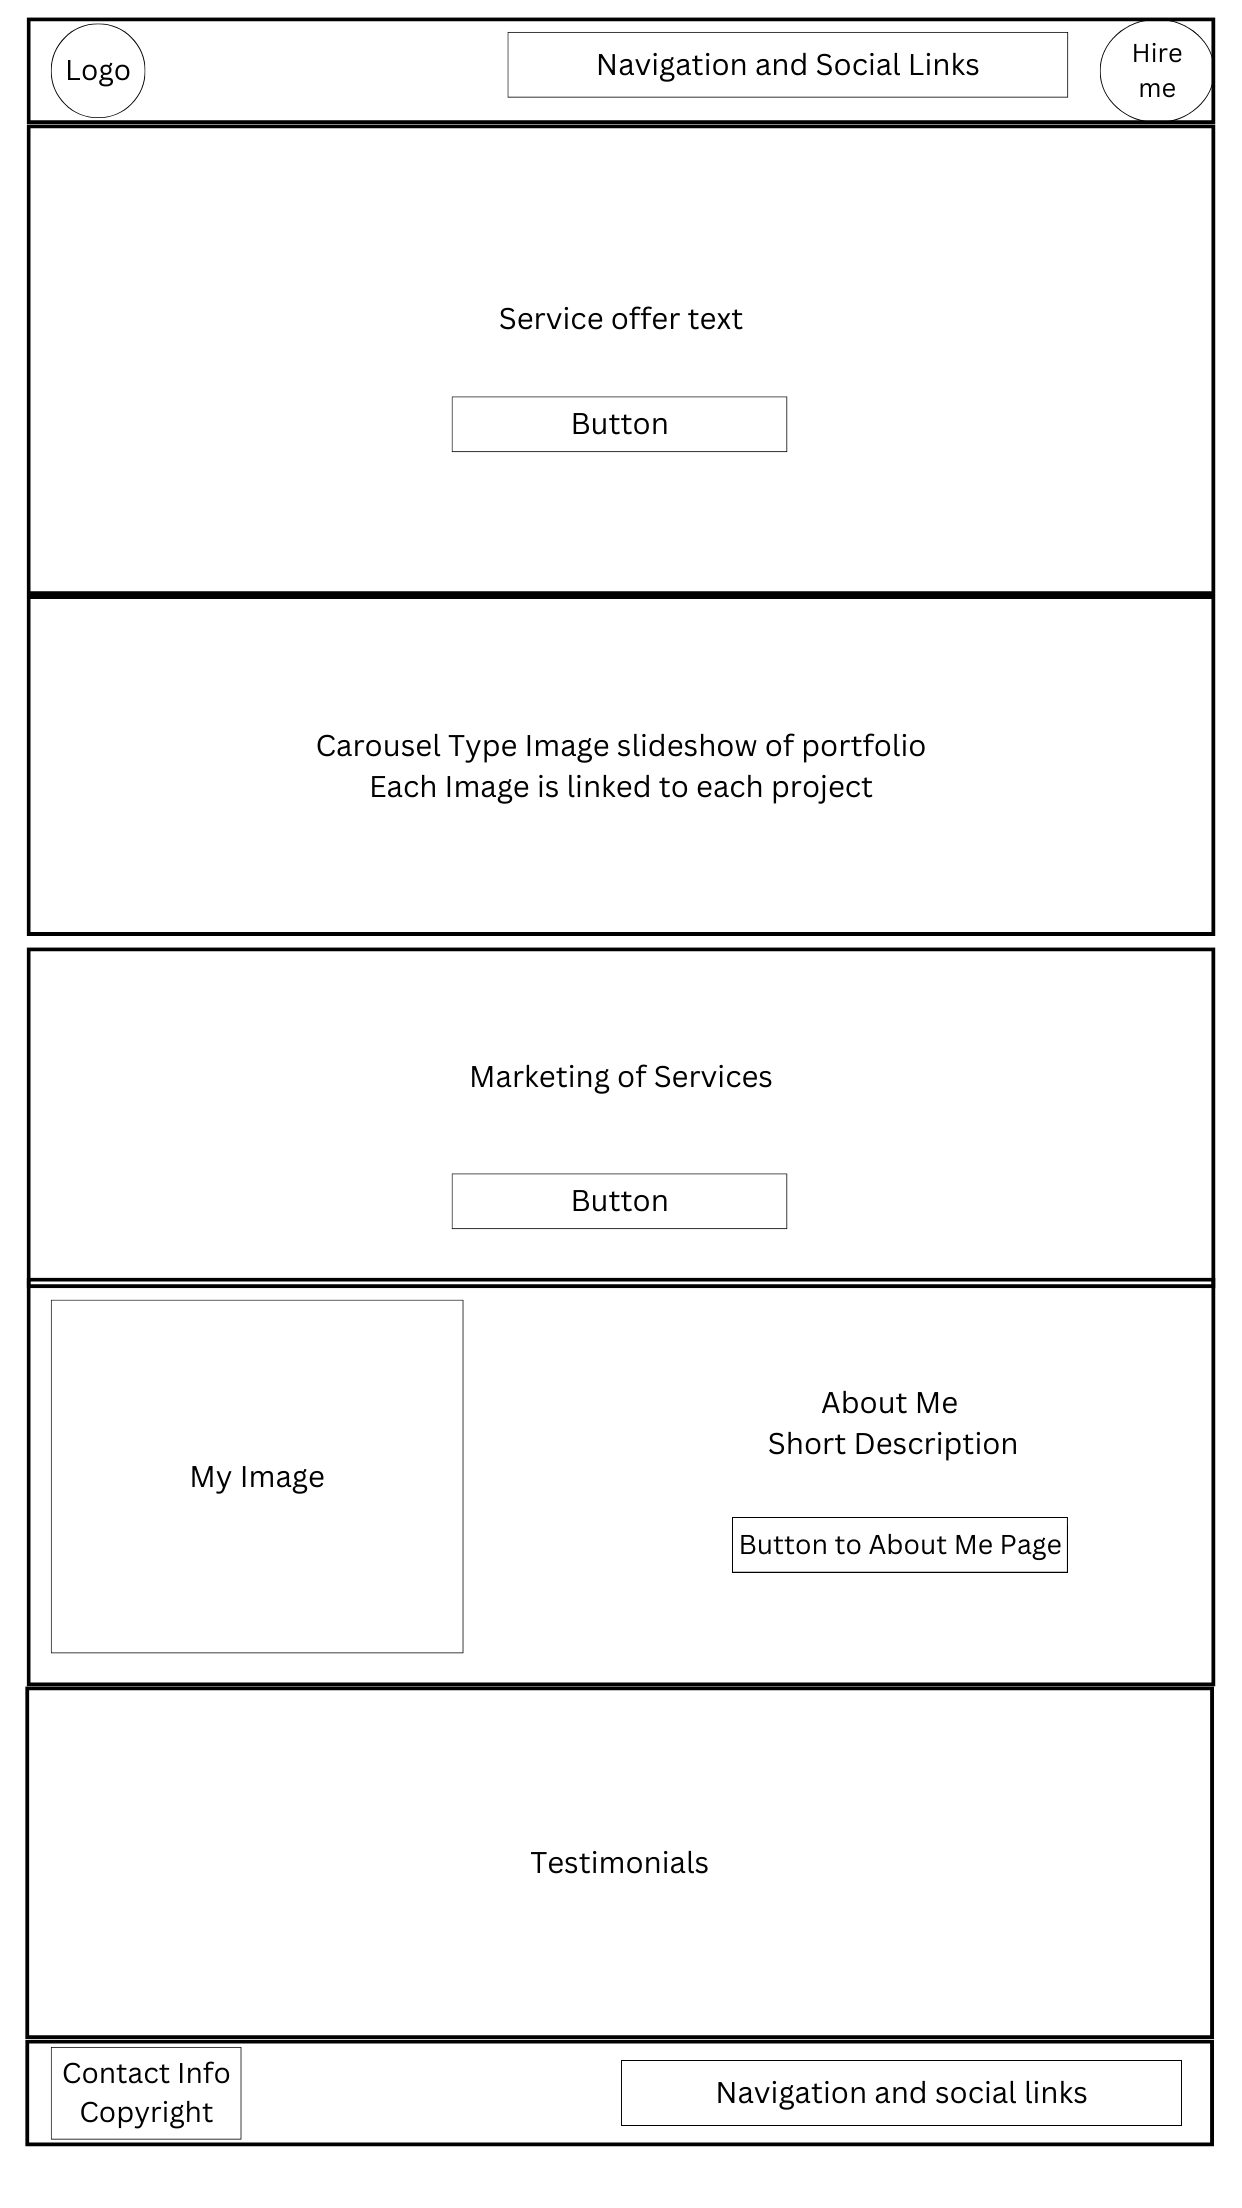 Logo
Navigation and Social Links
Hire
me
Service offer text
Button
Carousel Type Image slideshow of portfolio
Each Image is linked to each project
Marketing of Services
Button
My Image
About Me
Short Description
Button to About Me Page
Testimonials
Contact Info
Copyright
Navigation and social links